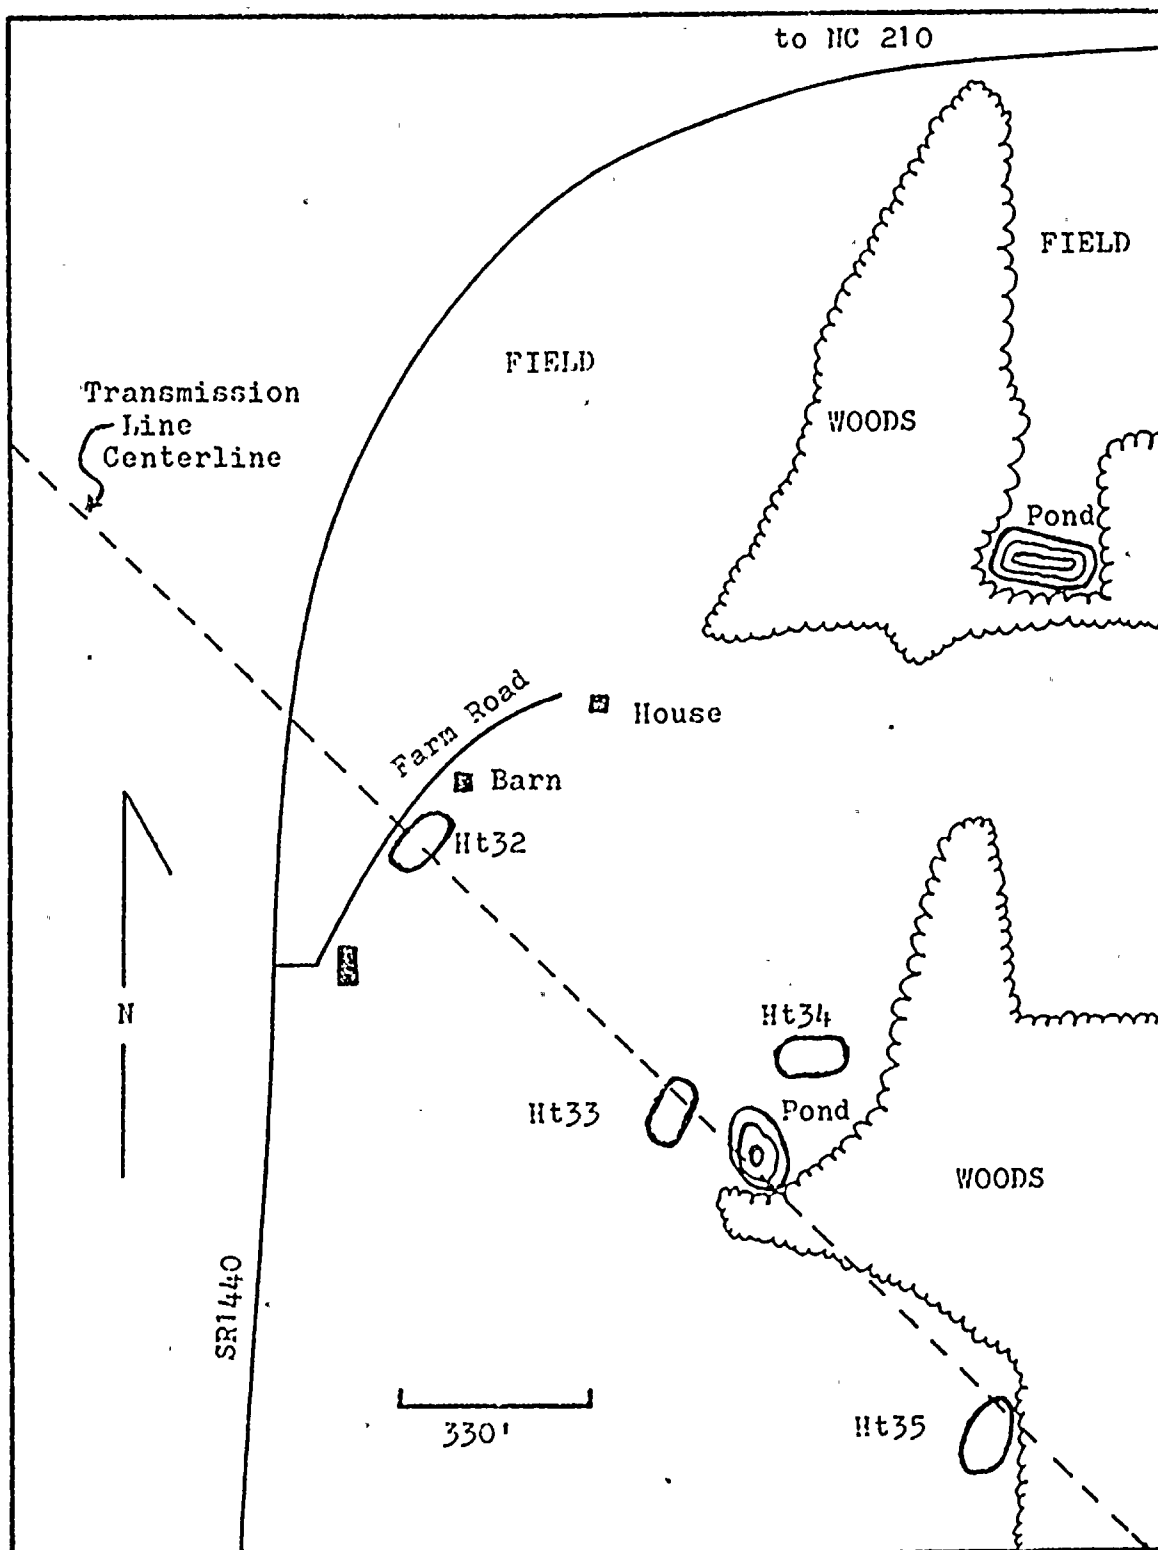 to NC 210
FIELD
FIELD
Transmission
Line
Centerline
WOODS
Pond
Farm Road
House
Barn
Ht32
N
Ht34
Ht33
Pond
WOODS
SR1440
330'
Ht35